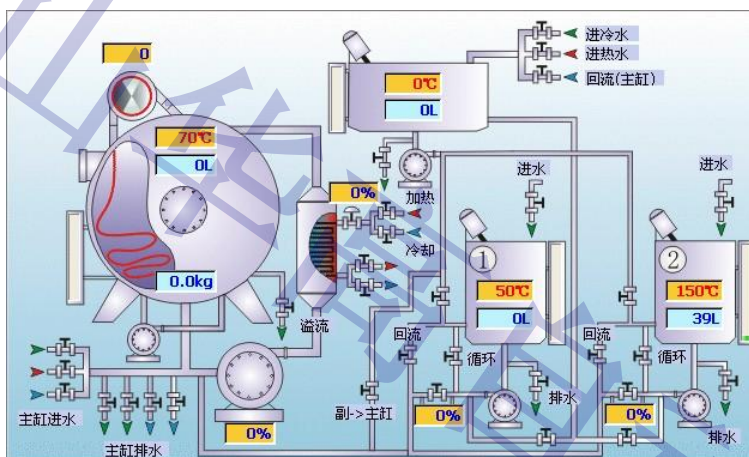 进冷水
0
进热水
0℃
回流(主缸)
0L
70℃
0L
进水
进水
0%
加热
冷却
①
②
0.0kg
50℃
150℃
0L
39L
溢流
回流
循环
回流
循环
主缸进水
副->主缸
0%
排水
0%
排水
0%
主缸排水